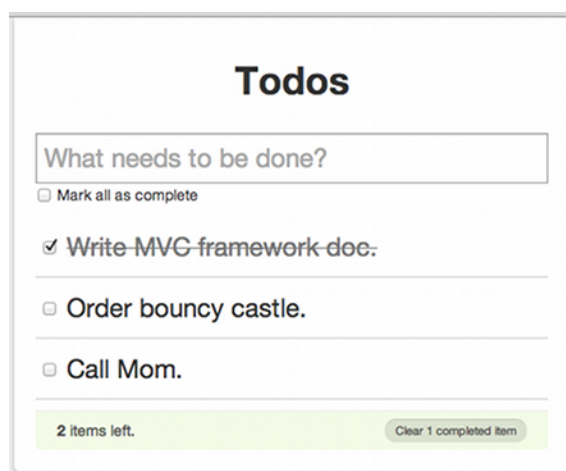 Todos
What needs to be done?
Mark all as complete
Write MVC framework doc.
Order bouncy castle.
Call Mom.
2 items left.
Clear 1 completed item